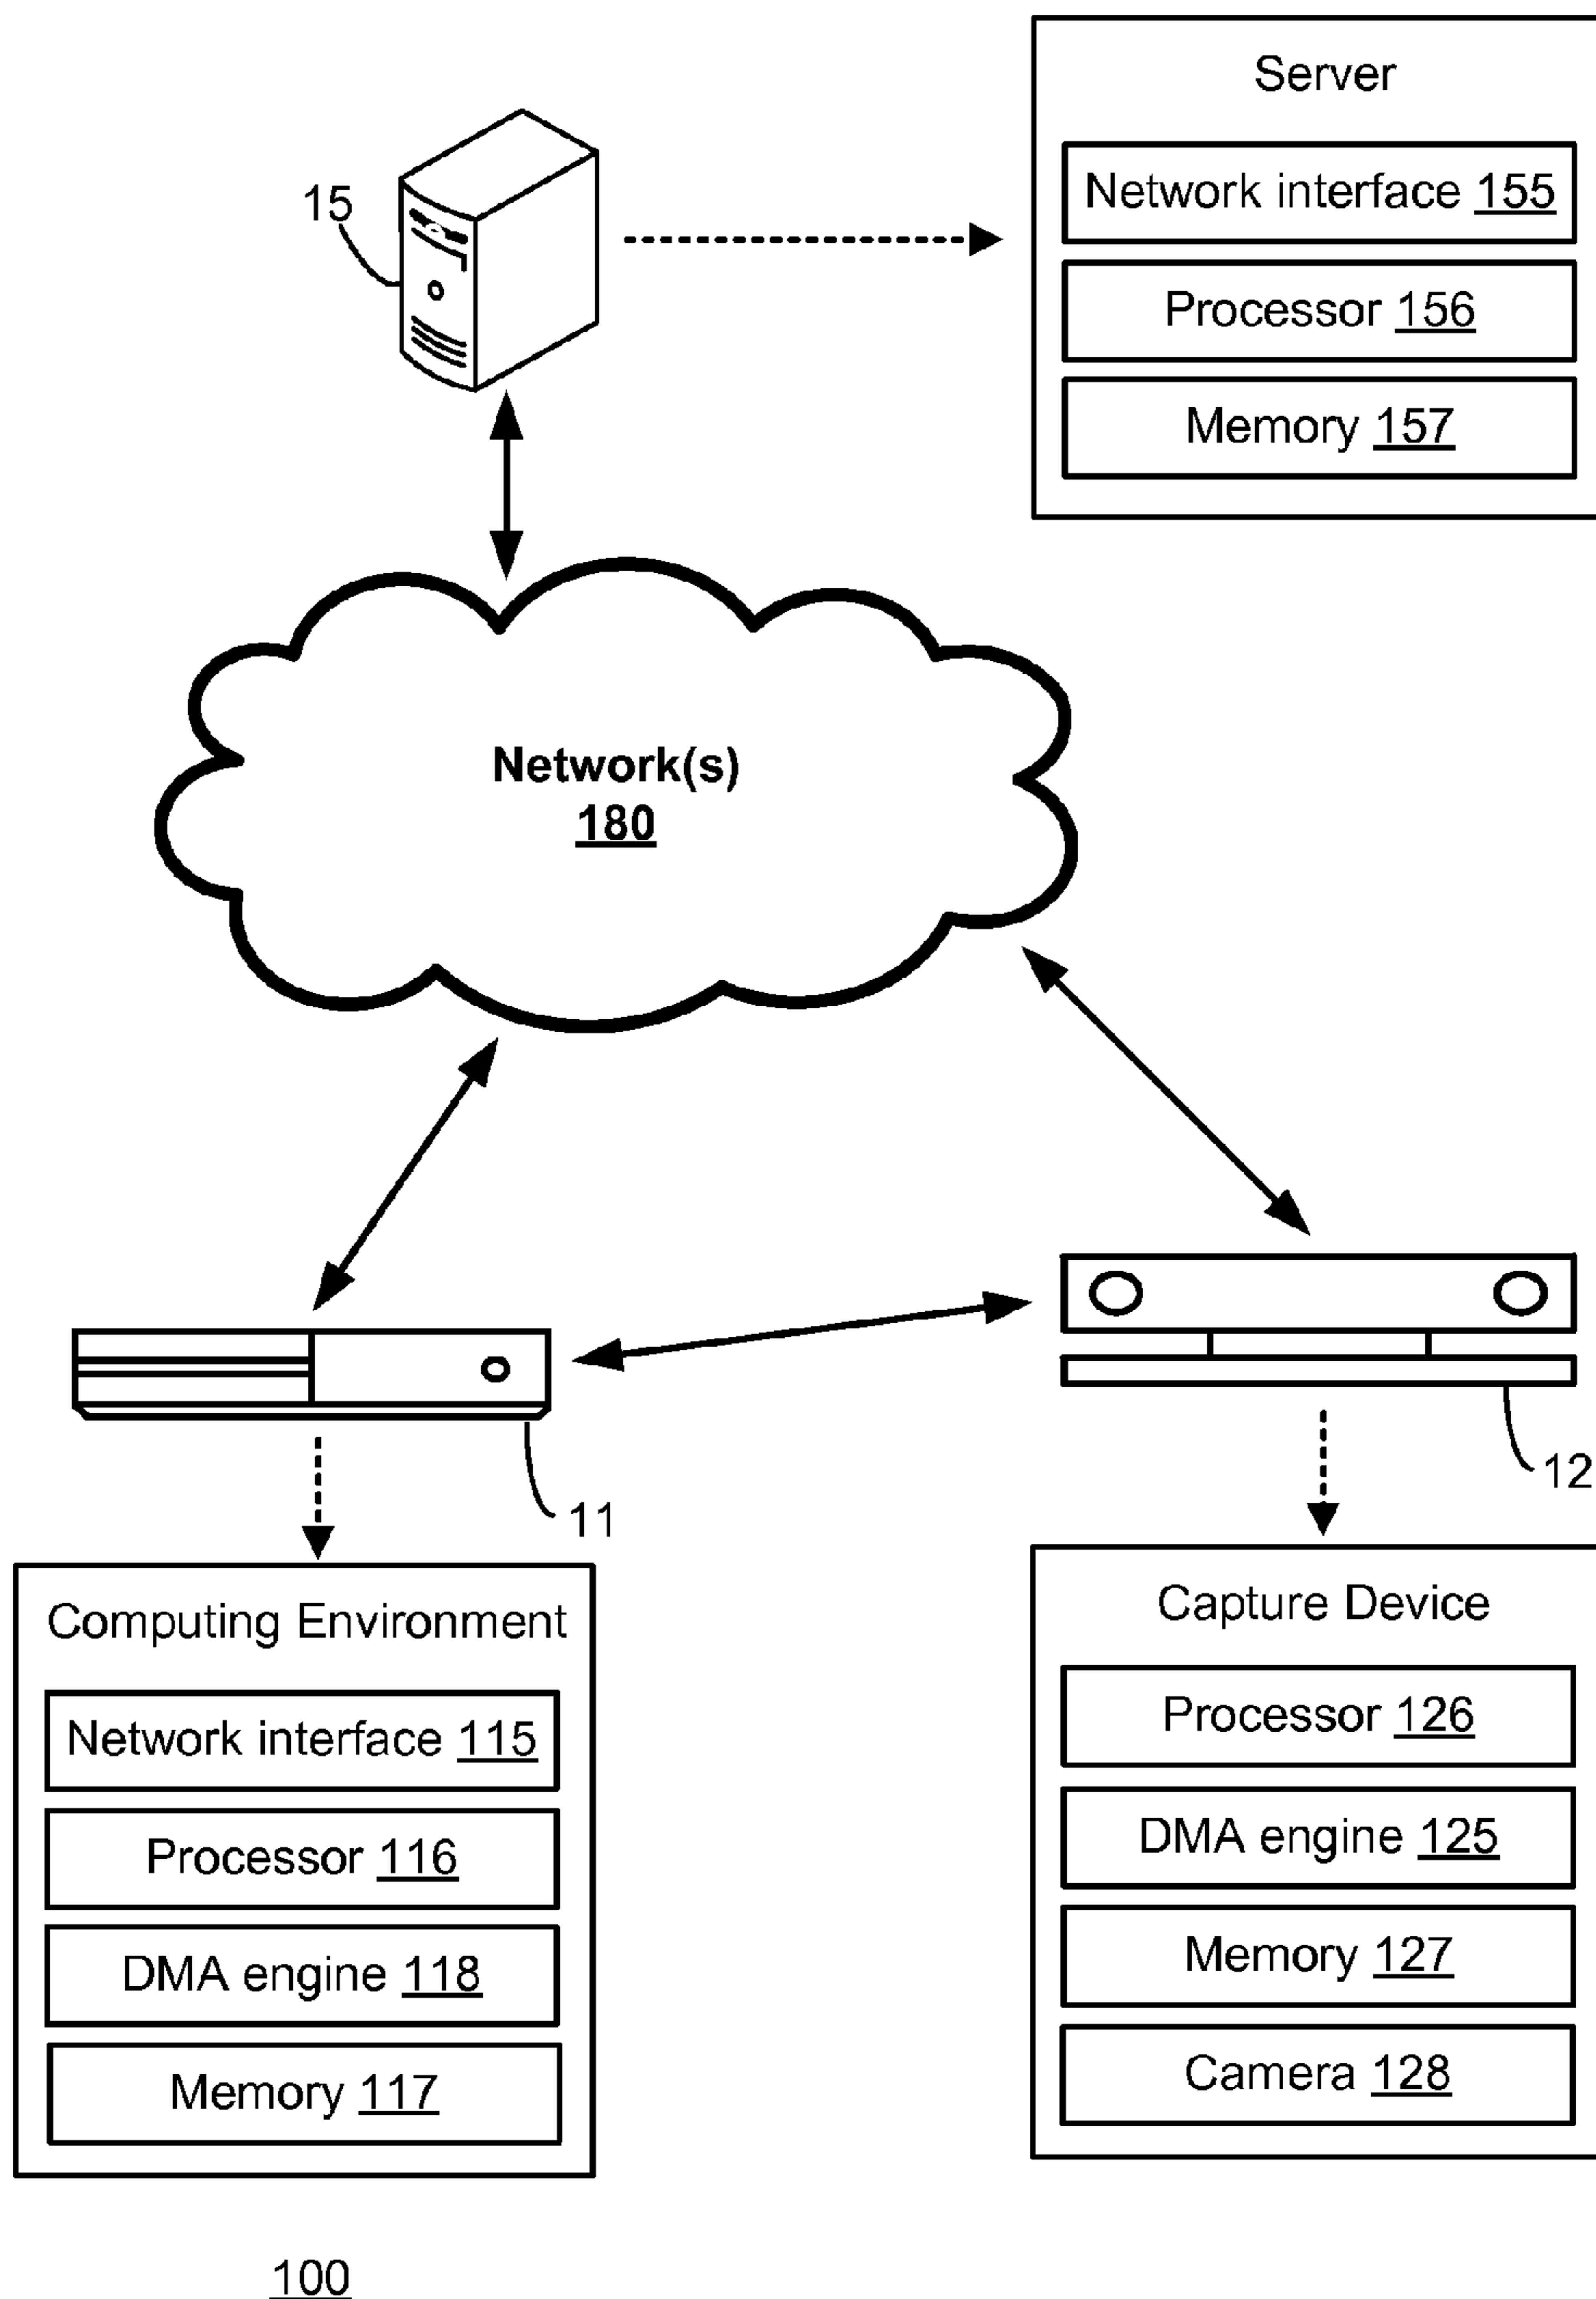 Server
Network interface 155
15
Processor 156
Memory 157
Network(s)
180
12
11
Computing Environment
Network interface 115
Processor 116
DMA engine 118
Memory 117
Capture Device
Processor 126
DMA engine 125
Memory 127
Camera 128
100